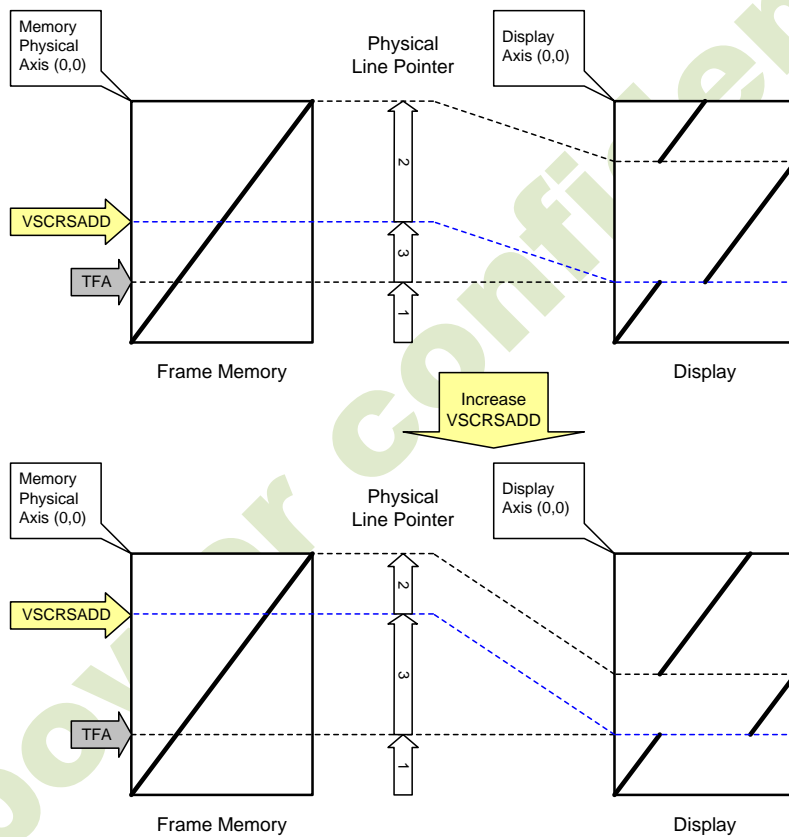 Memory
Physical
Axis (0,0)
Physical
Line Pointer
Display
Axis (0,0)
2
VSCRSADD
3
TFA
1
Frame Memory
Display
Increase
VSCRSADD
Memory
Physical
Axis (0,0)
Physical
Line Pointer
Display
Axis (0,0)
2
VSCRSADD
3
TFA
1
Frame Memory
Display